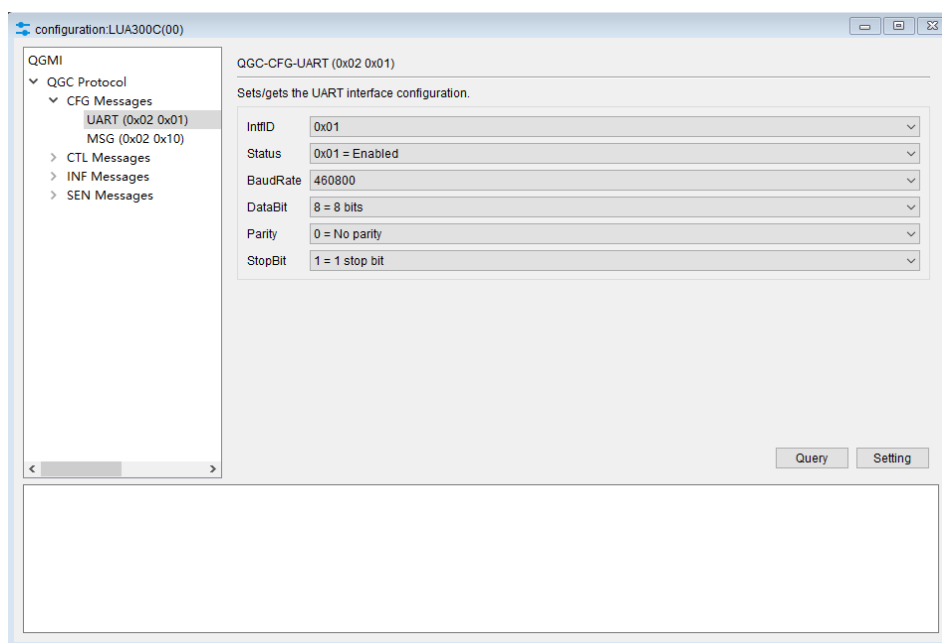 configuration:LUA300C(00)
QGMI
QGC Protocol
CFG Messages
UART (0x02 0x01)
MSG (0x02 0x10)
CTL Messages
INF Messages
SEN Messages
QGC-CFG-UART (0x02 0x01)
Sets/gets the UART interface configuration.
IntfID 0x01
Status 0x01 = Enabled
BaudRate 460800
DataBit 8 = 8 bits
Parity 0 = No parity
StopBit 1 = 1 stop bit
Query Setting